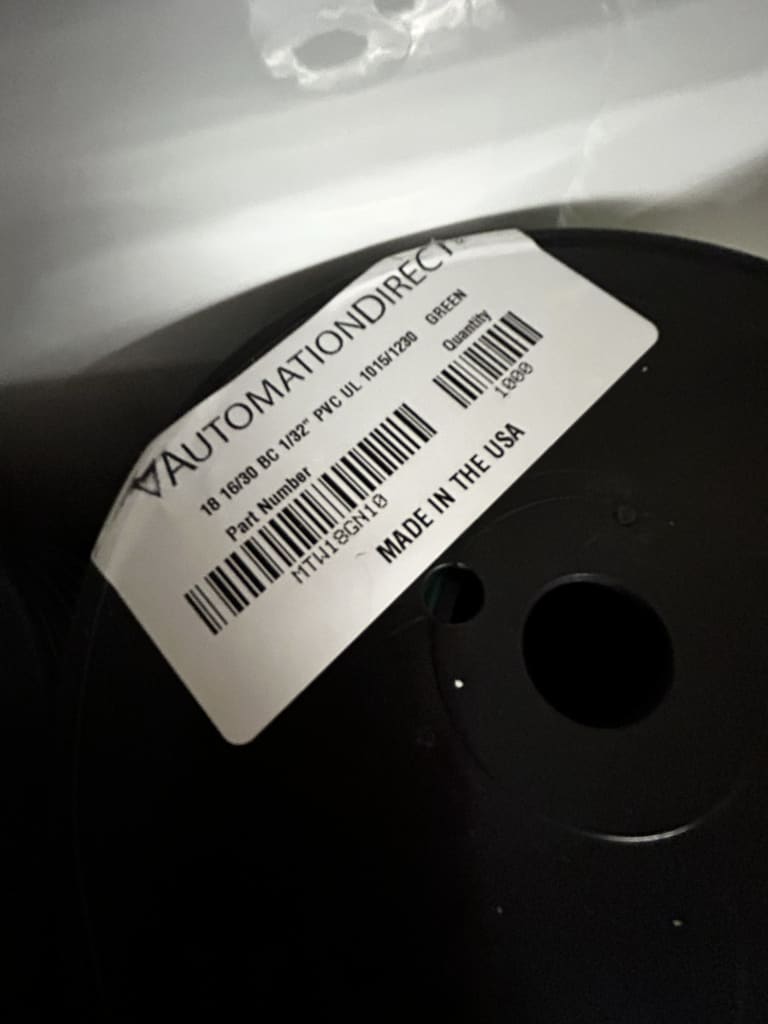 AUTOMATIONDIRECT
18 16/30 BC 1/32" PVC UL 1015/1230 GREEN
Part Number
MTW18GN10
Quantity
1000
MADE IN THE USA